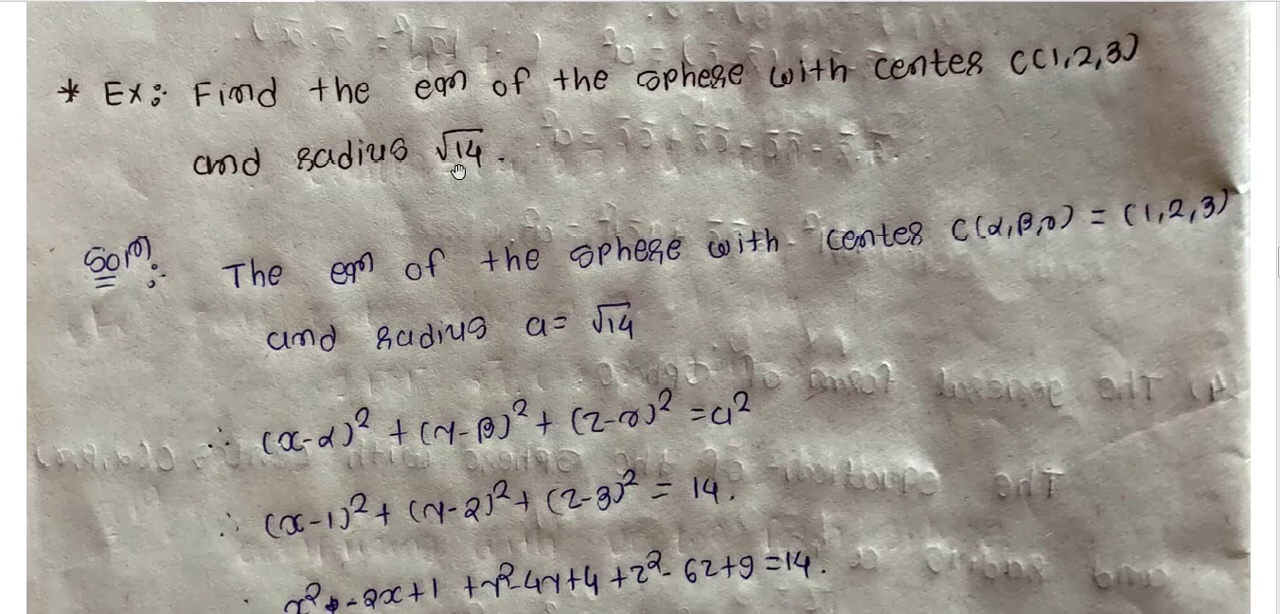 * Ex:- Find the eqn of the sphere with center C(1,2,3)
and radius √14.
Soln:- The eqn of the sphere with center C(α,β,γ) = (1,2,3)
and radius a= √14
∴ (x-α)² + (y-β)² + (z-γ)² = a²
∴ (x-1)² + (y-2)² + (z-3)² = 14.
∴ x² - 2x+1 + y²-4y+4 + z²- 6z+9 = 14.